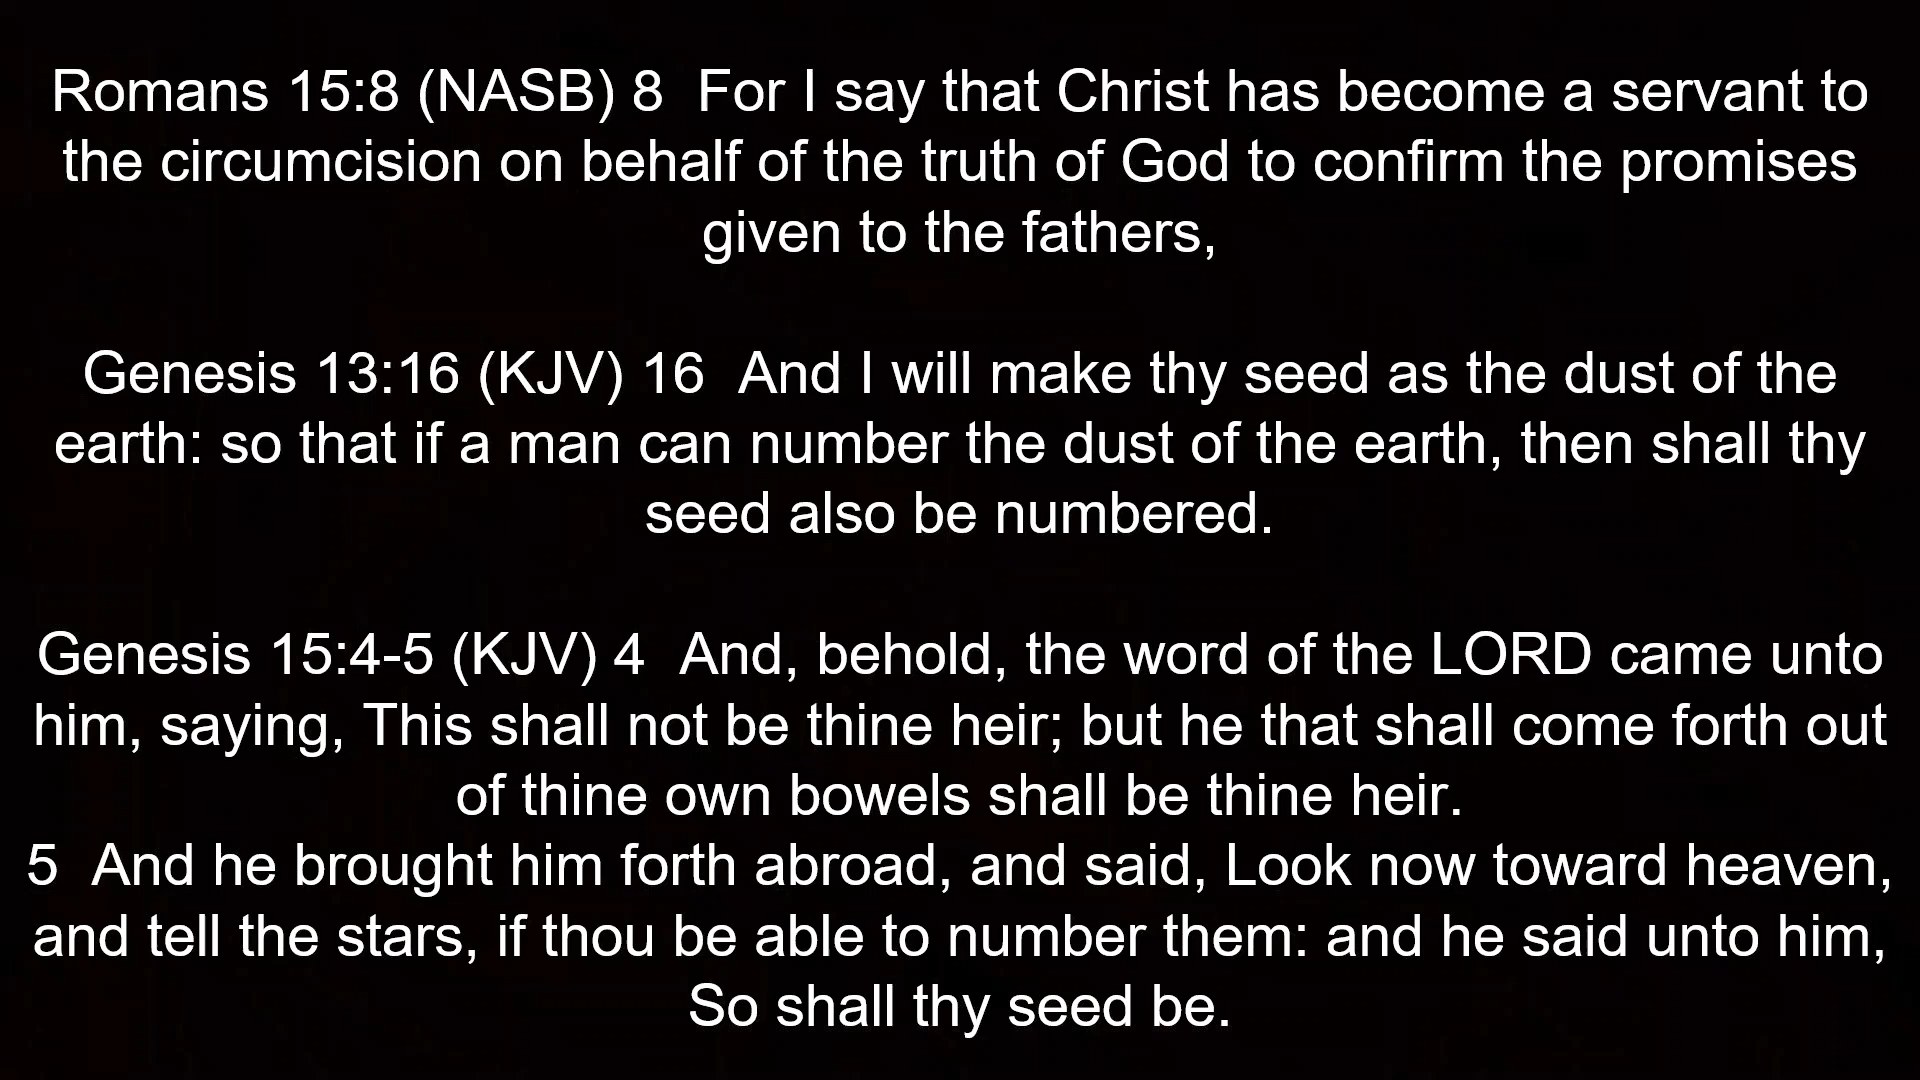 Romans 15:8 (NASB) 8  For I say that Christ has become a servant to
the circumcision on behalf of the truth of God to confirm the promises
given to the fathers,
Genesis 13:16 (KJV) 16  And I will make thy seed as the dust of the
earth: so that if a man can number the dust of the earth, then shall thy
seed also be numbered.
Genesis 15:4-5 (KJV) 4  And, behold, the word of the LORD came unto
him, saying, This shall not be thine heir; but he that shall come forth out
of thine own bowels shall be thine heir.
5  And he brought him forth abroad, and said, Look now toward heaven,
and tell the stars, if thou be able to number them: and he said unto him,
So shall thy seed be.